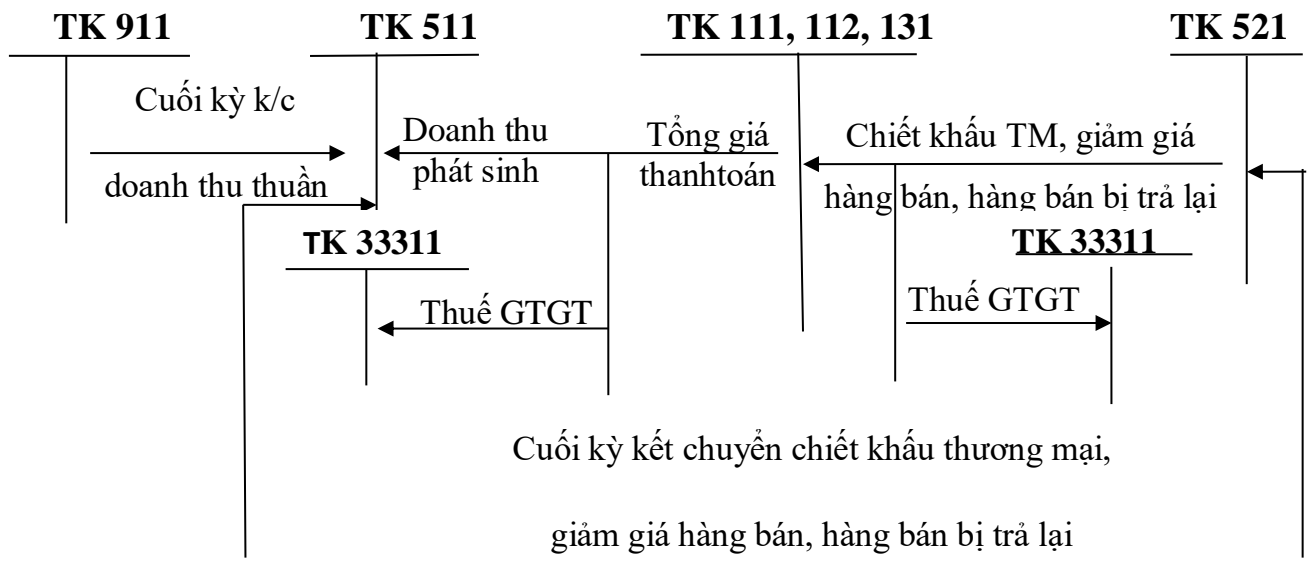 TK 911 TK 511 TK 111, 112, 131 TK 521
Cuối kỳ k/c
doanh thu thuần
Doanh thu
phát sinh
Tổng giá
thanhtoán
Chiết khấu TM, giảm giá
hàng bán, hàng bán bị trả lại
TK 33311 TK 33311
Thuế GTGT Thuế GTGT
Cuối kỳ kết chuyển chiết khấu thương mại,
giảm giá hàng bán, hàng bán bị trả lại